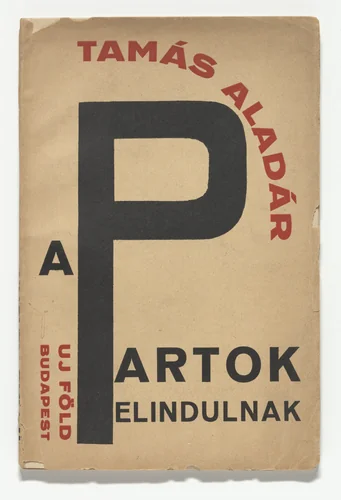 TAMÁS ALADÁR
A PARTOK
ELINDULNAK
UJ FÖLD
BUDAPEST